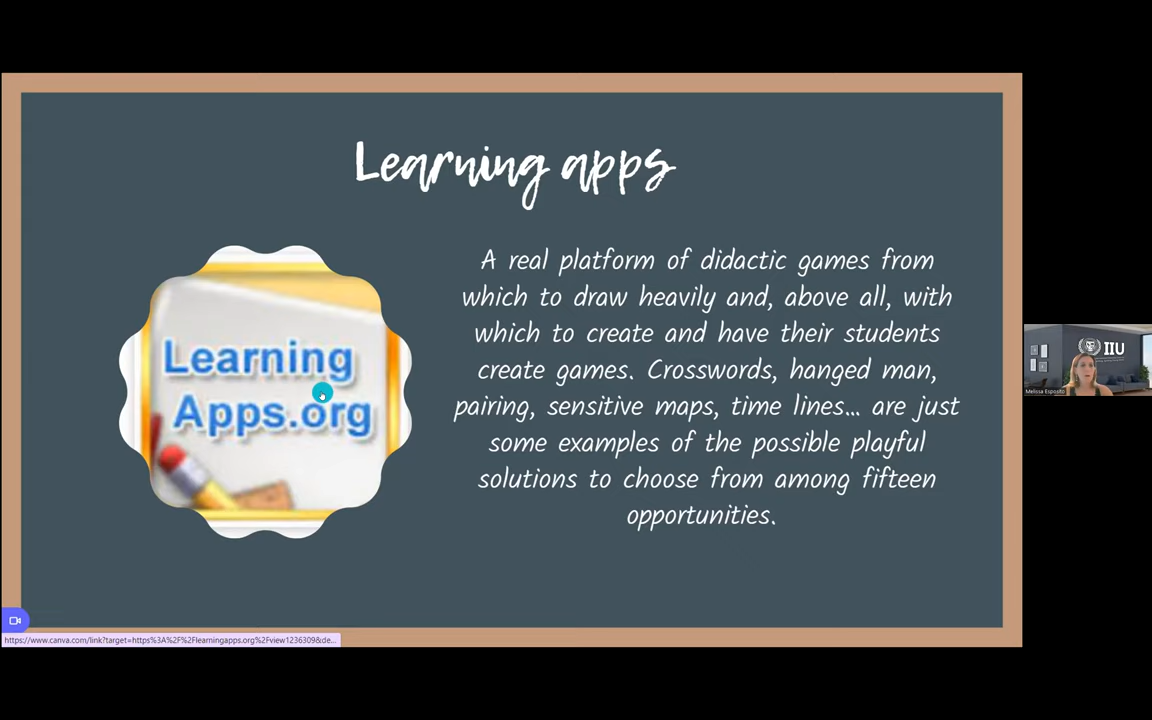 Learning apps
A real platform of didactic games from
which to draw heavily and, above all, with
which to create and have their students
create games. Crosswords, hanged man,
pairing, sensitive maps, time lines... are just
some examples of the possible playful
solutions to choose from among fifteen
opportunities.
Learning
Apps.org
IIU
Melissa Esposito
https://www.canva.com/link?target=https%3A%2F%2Flearningapps.org%2Fview1236309&de...